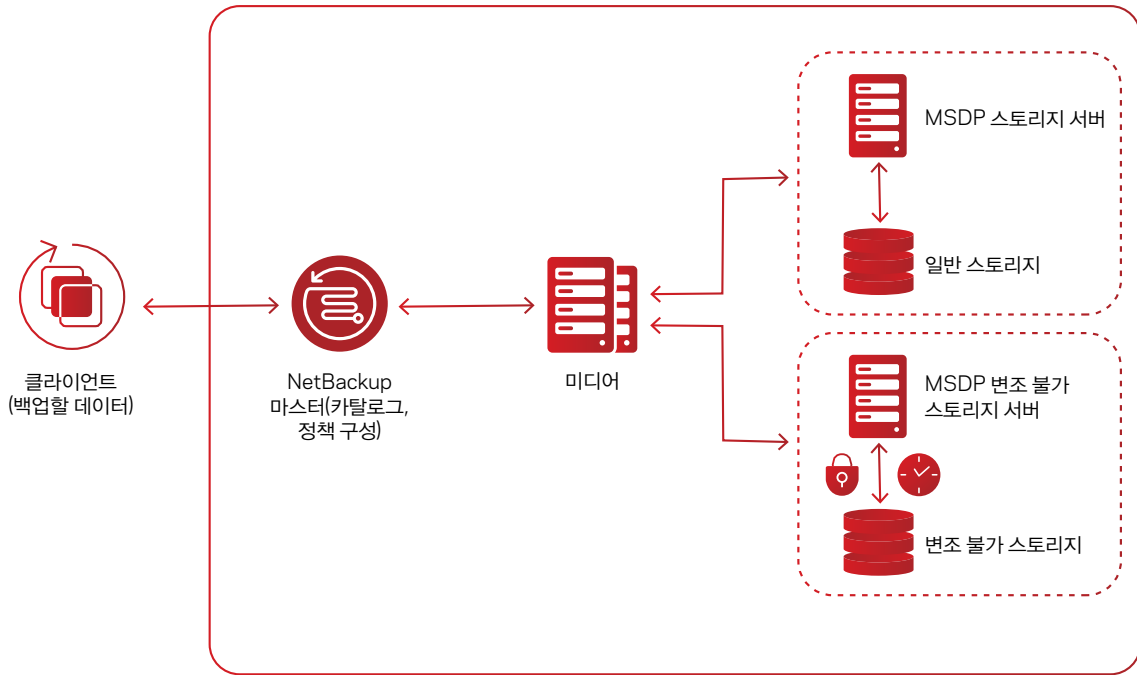 클라이언트
(백업할 데이터)
NetBackup
마스터(카탈로그,
정책 구성)
미디어
MSDP 스토리지 서버
일반 스토리지
MSDP 변조 불가
스토리지 서버
변조 불가 스토리지